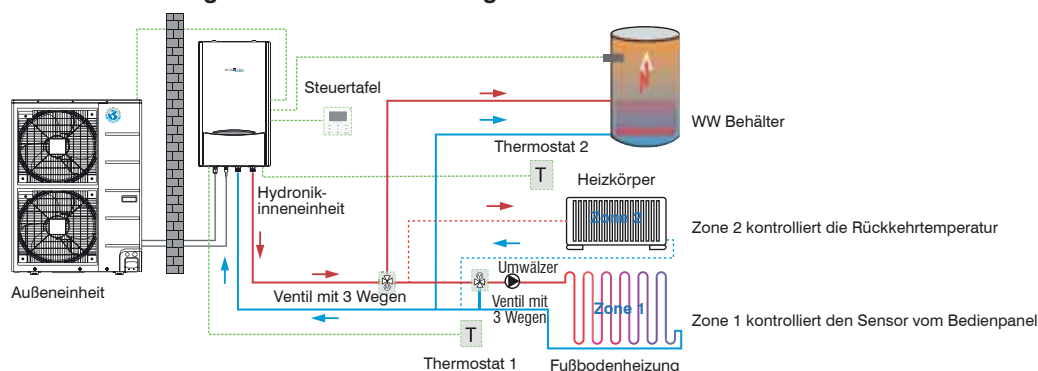 Steuertafel
WW Behälter
Thermostat 2
T
Heizkörper
Hydronik-
inneneinheit
Zone 2
Zone 2 kontrolliert die Rückkehrtemperatur
Außeneinheit
Ventil mit 3 Wegen
Umwälzer
Ventil mit
3 Wegen
Zone 1
Zone 1 kontrolliert den Sensor vom Bedienpanel
T
Thermostat 1
Fußbodenheizung